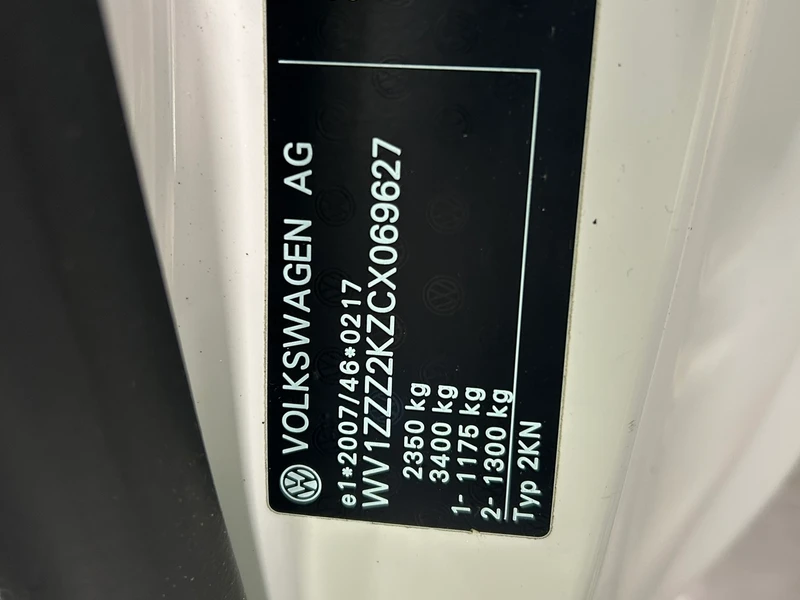 VOLKSWAGEN AG
e1*2007/46*0217
WV1ZZZ2KZCX069627
2350 kg
3400 kg
1- 1175 kg
2- 1300 kg
Typ 2KN